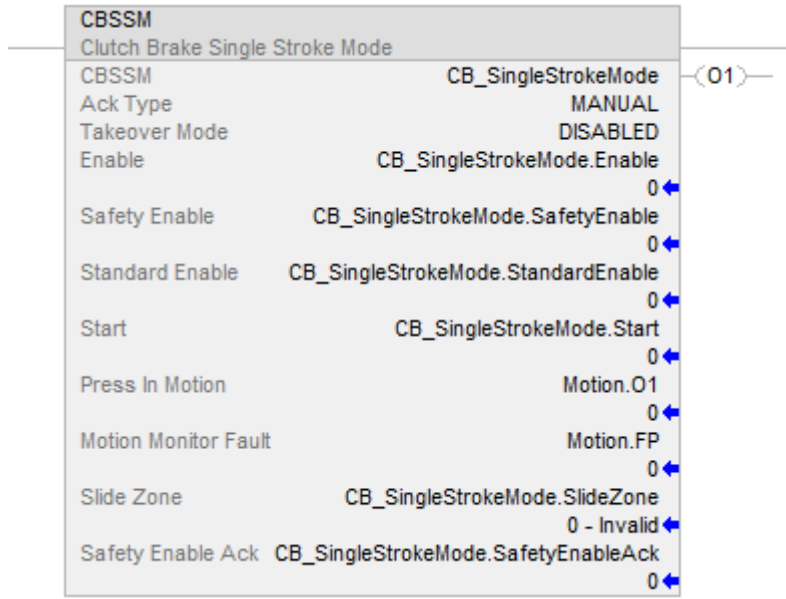 CBSSM
Clutch Brake Single Stroke Mode
CBSSM CB_SingleStrokeMode O1
Ack Type MANUAL
Takeover Mode DISABLED
Enable CB_SingleStrokeMode.Enable
0
Safety Enable CB_SingleStrokeMode.SafetyEnable
0
Standard Enable CB_SingleStrokeMode.StandardEnable
0
Start CB_SingleStrokeMode.Start
0
Press In Motion Motion.O1
0
Motion Monitor Fault Motion.FP
0
Slide Zone CB_SingleStrokeMode.SlideZone
0 - Invalid
Safety Enable Ack CB_SingleStrokeMode.SafetyEnableAck
0